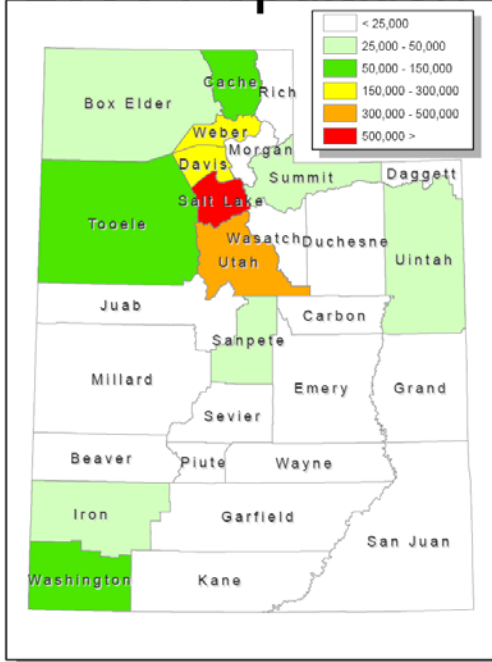 < 25,000
25,000 - 50,000
50,000 - 150,000
150,000 - 300,000
300,000 - 500,000
500,000 >
Cache
Rich
Box Elder
Weber
Morgan
Davis
Summit
Daggett
Salt Lake
Tooele
Wasatch
Duchesne
Utah
Uintah
Juab
Carbon
Sanpete
Millard
Emery
Grand
Sevier
Beaver
Piute
Wayne
Iron
Garfield
San Juan
Washington
Kane